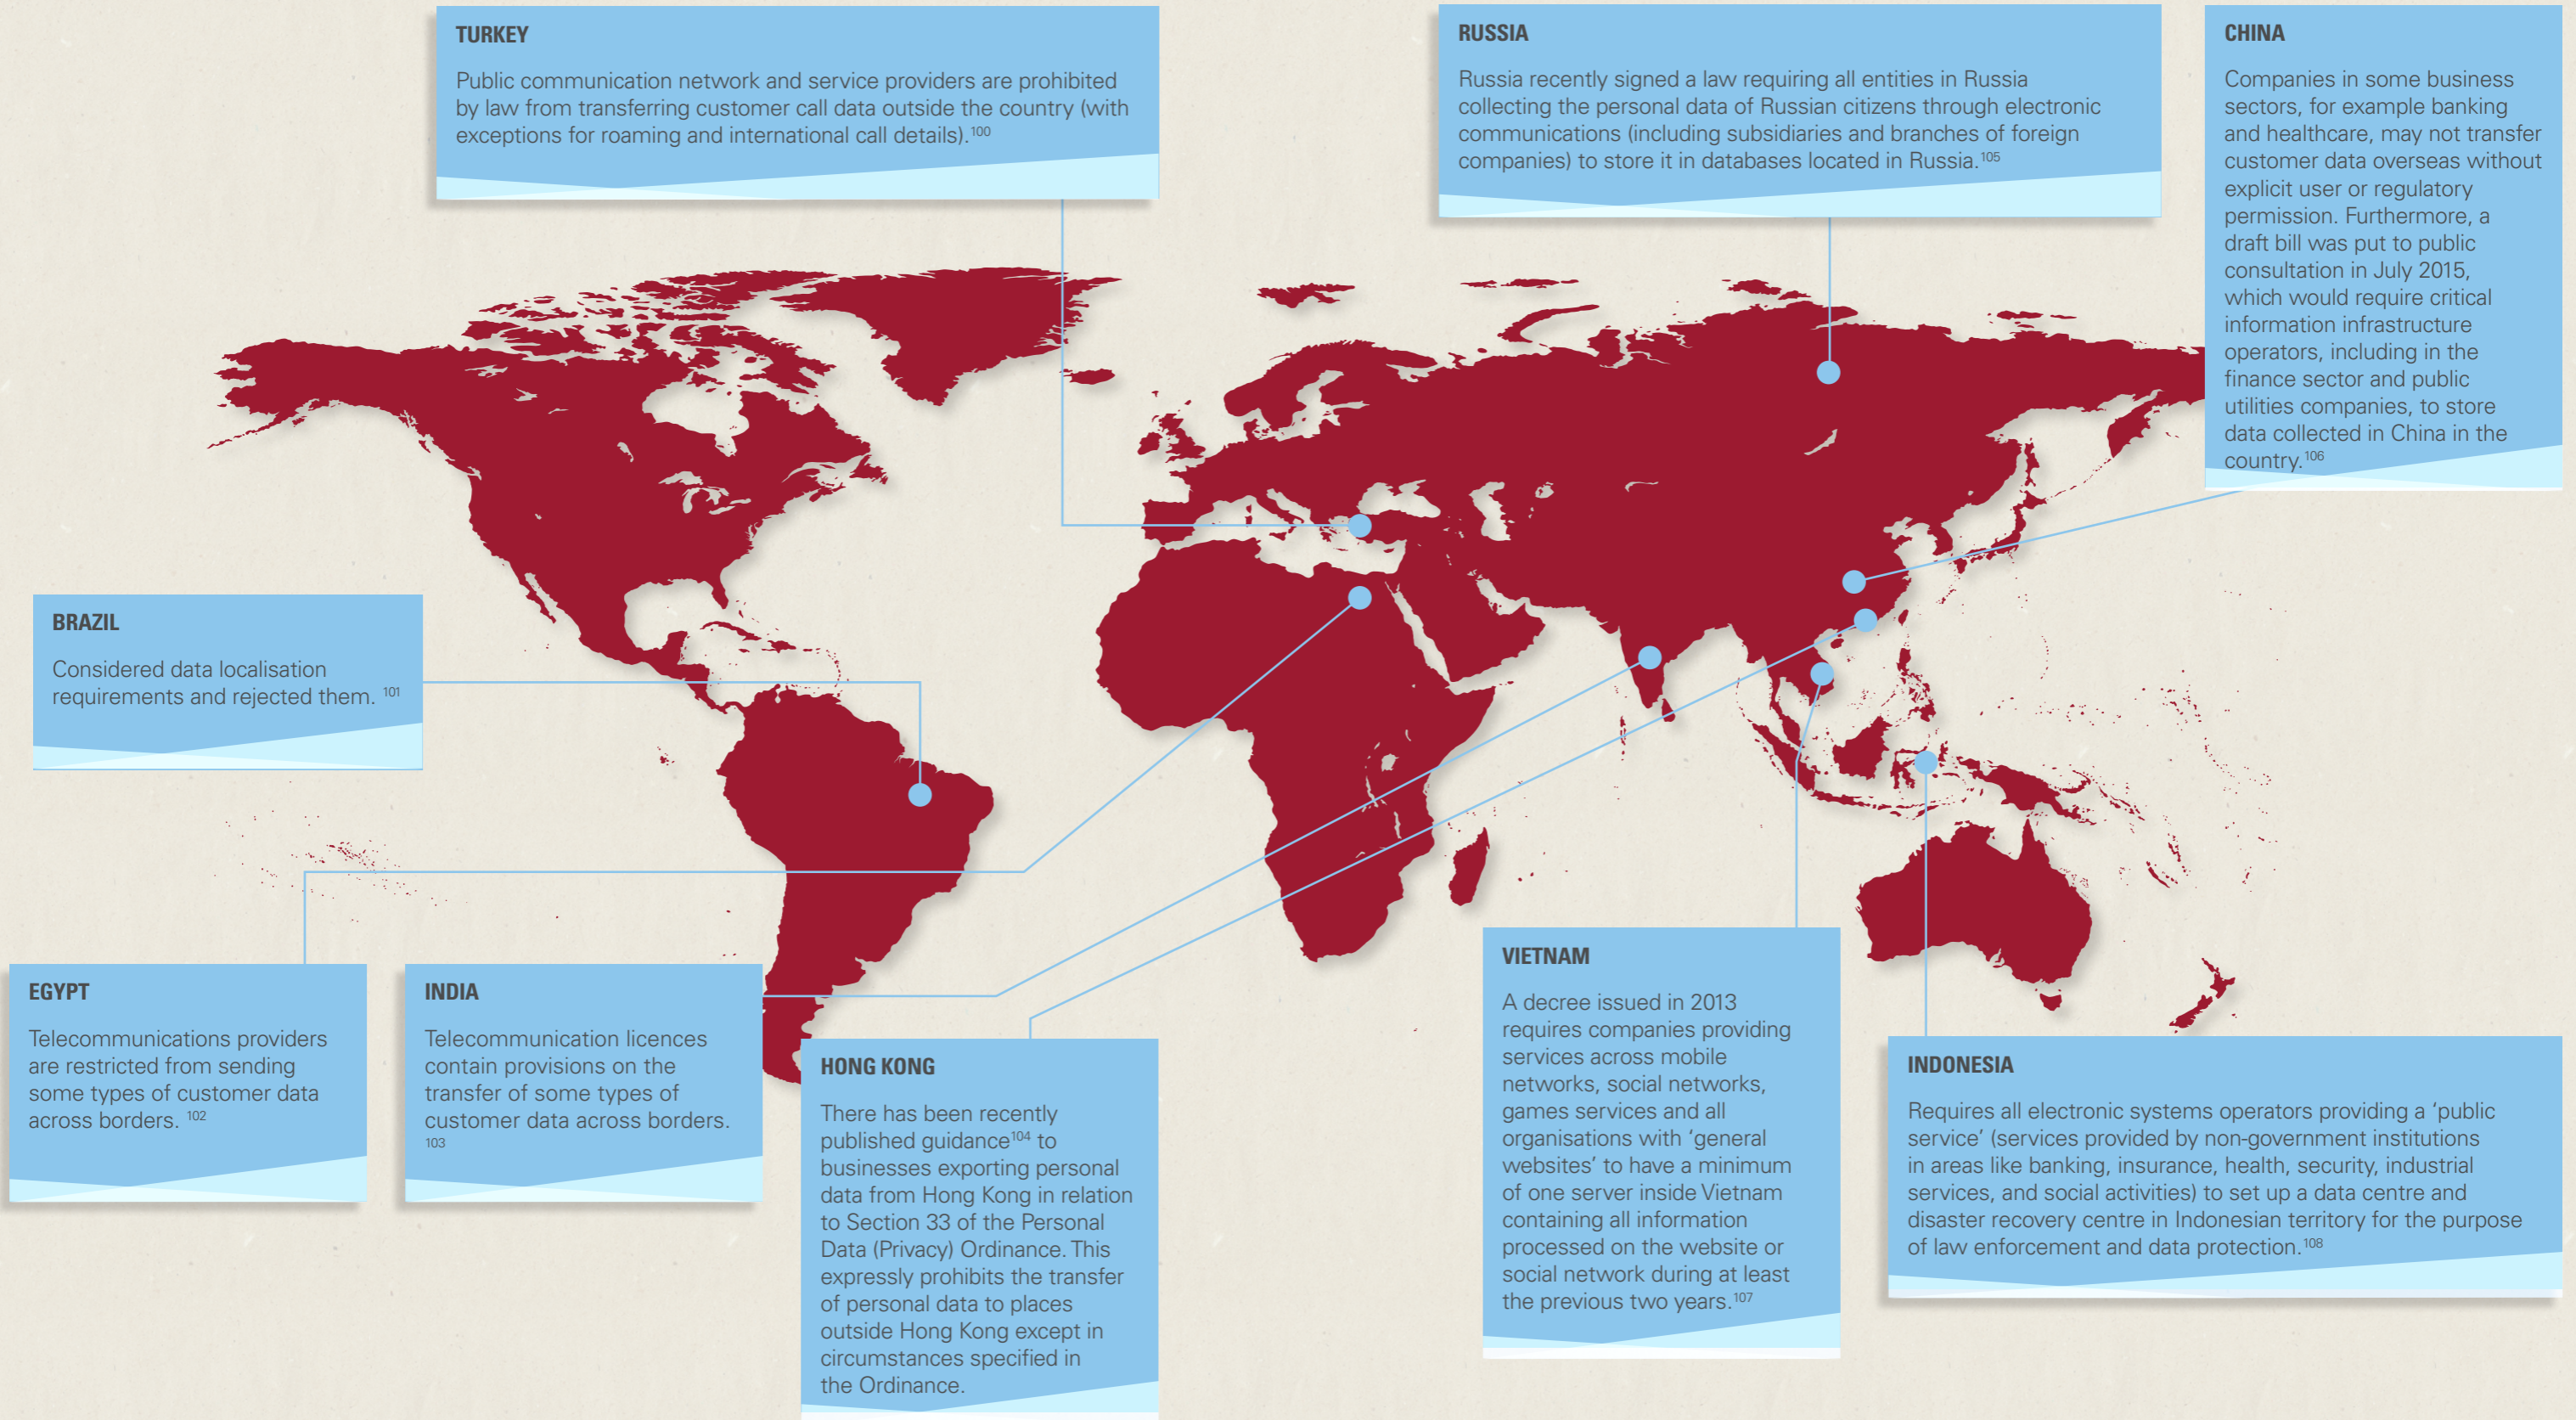 TURKEY
Public communication network and service providers are prohibited
by law from transferring customer call data outside the country (with
exceptions for roaming and international call details).100
RUSSIA
Russia recently signed a law requiring all entities in Russia
collecting the personal data of Russian citizens through electronic
communications (including subsidiaries and branches of foreign
companies) to store it in databases located in Russia.105
CHINA
Companies in some business
sectors, for example banking
and healthcare, may not transfer
customer data overseas without
explicit user or regulatory
permission. Furthermore, a
draft bill was put to public
consultation in July 2015,
which would require critical
information infrastructure
operators, including in the
finance sector and public
utilities companies, to store
data collected in China in the
country.106
BRAZIL
Considered data localisation
requirements and rejected them. 101
EGYPT
Telecommunications providers
are restricted from sending
some types of customer data
across borders. 102
INDIA
Telecommunication licences
contain provisions on the
transfer of some types of
customer data across borders.
103
HONG KONG
There has been recently
published guidance104 to
businesses exporting personal
data from Hong Kong in relation
to Section 33 of the Personal
Data (Privacy) Ordinance. This
expressly prohibits the transfer
of personal data to places
outside Hong Kong except in
circumstances specified in
the Ordinance.
VIETNAM
A decree issued in 2013
requires companies providing
services across mobile
networks, social networks,
games services and all
organisations with ‘general
websites’ to have a minimum
of one server inside Vietnam
containing all information
processed on the website or
social network during at least
the previous two years.107
INDONESIA
Requires all electronic systems operators providing a ‘public
service’ (services provided by non-government institutions
in areas like banking, insurance, health, security, industrial
services, and social activities) to set up a data centre and
disaster recovery centre in Indonesian territory for the purpose
of law enforcement and data protection.108